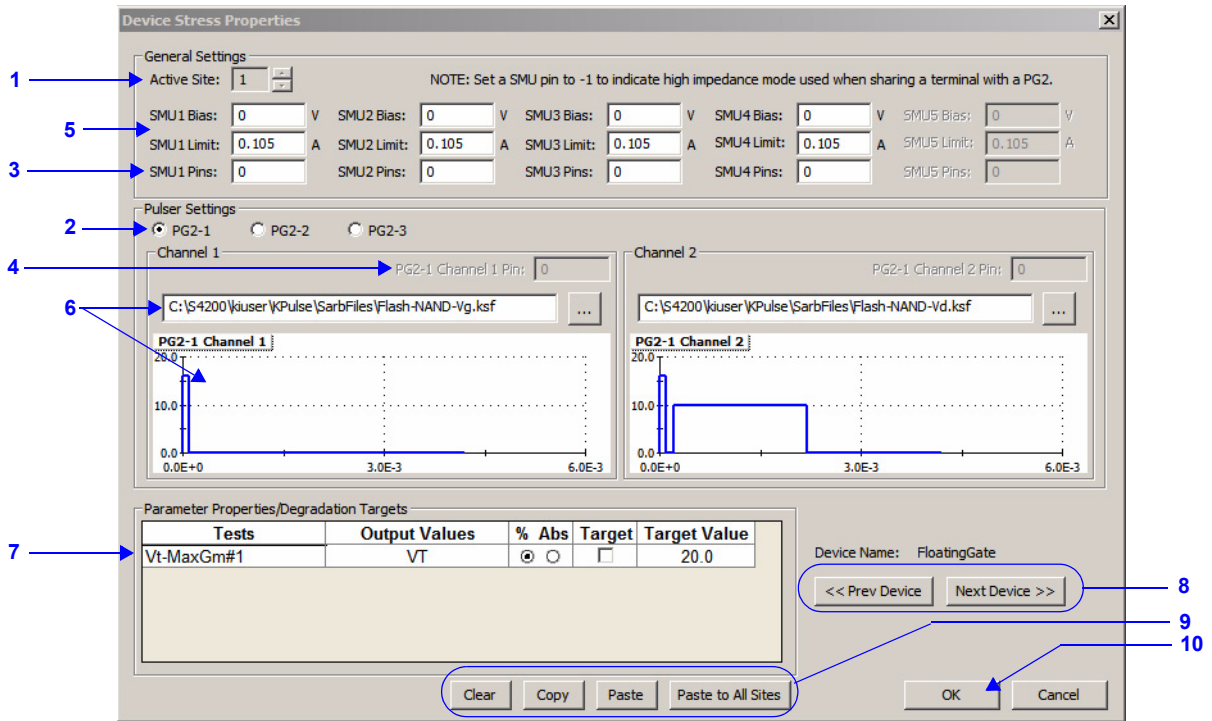 Device Stress Properties
General Settings
1
Active Site: 1
NOTE: Set a SMU pin to -1 to indicate high impedance mode used when sharing a terminal with a PG2.
SMU1 Bias: 0 V SMU2 Bias: 0 V SMU3 Bias: 0 V SMU4 Bias: 0 V SMU5 Bias: 0 V
5
SMU1 Limit: 0.105 A SMU2 Limit: 0.105 A SMU3 Limit: 0.105 A SMU4 Limit: 0.105 A SMU5 Limit: 0.105 A
3
SMU1 Pins: 0 SMU2 Pins: 0 SMU3 Pins: 0 SMU4 Pins: 0 SMU5 Pins: 0
Pulser Settings
2
PG2-1 PG2-2 PG2-3
Channel 1
4
PG2-1 Channel 1 Pin: 0
6
C:\S4200\kiuser\KPulse\SarbFiles\Flash-NAND-Vg.ksf ...
PG2-1 Channel 1
20.0
10.0
0.0
0.0E+0 3.0E-3 6.0E-3
Channel 2
PG2-1 Channel 2 Pin: 0
C:\S4200\kiuser\KPulse\SarbFiles\Flash-NAND-Vd.ksf ...
PG2-1 Channel 2
20.0
10.0
0.0
0.0E+0 3.0E-3 6.0E-3
Parameter Properties/Degradation Targets
Tests Output Values % Abs Target Target Value
7
Vt-MaxGm#1 VT 20.0
Device Name: FloatingGate
<< Prev Device Next Device >>
8
9
10
Clear Copy Paste Paste to All Sites
OK Cancel